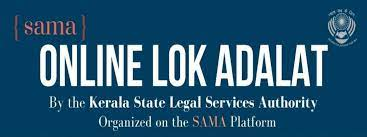 { sama }
ONLINE LOK ADALAT
By the Kerala State Legal Services Authority
Organized on the SAMA Platform